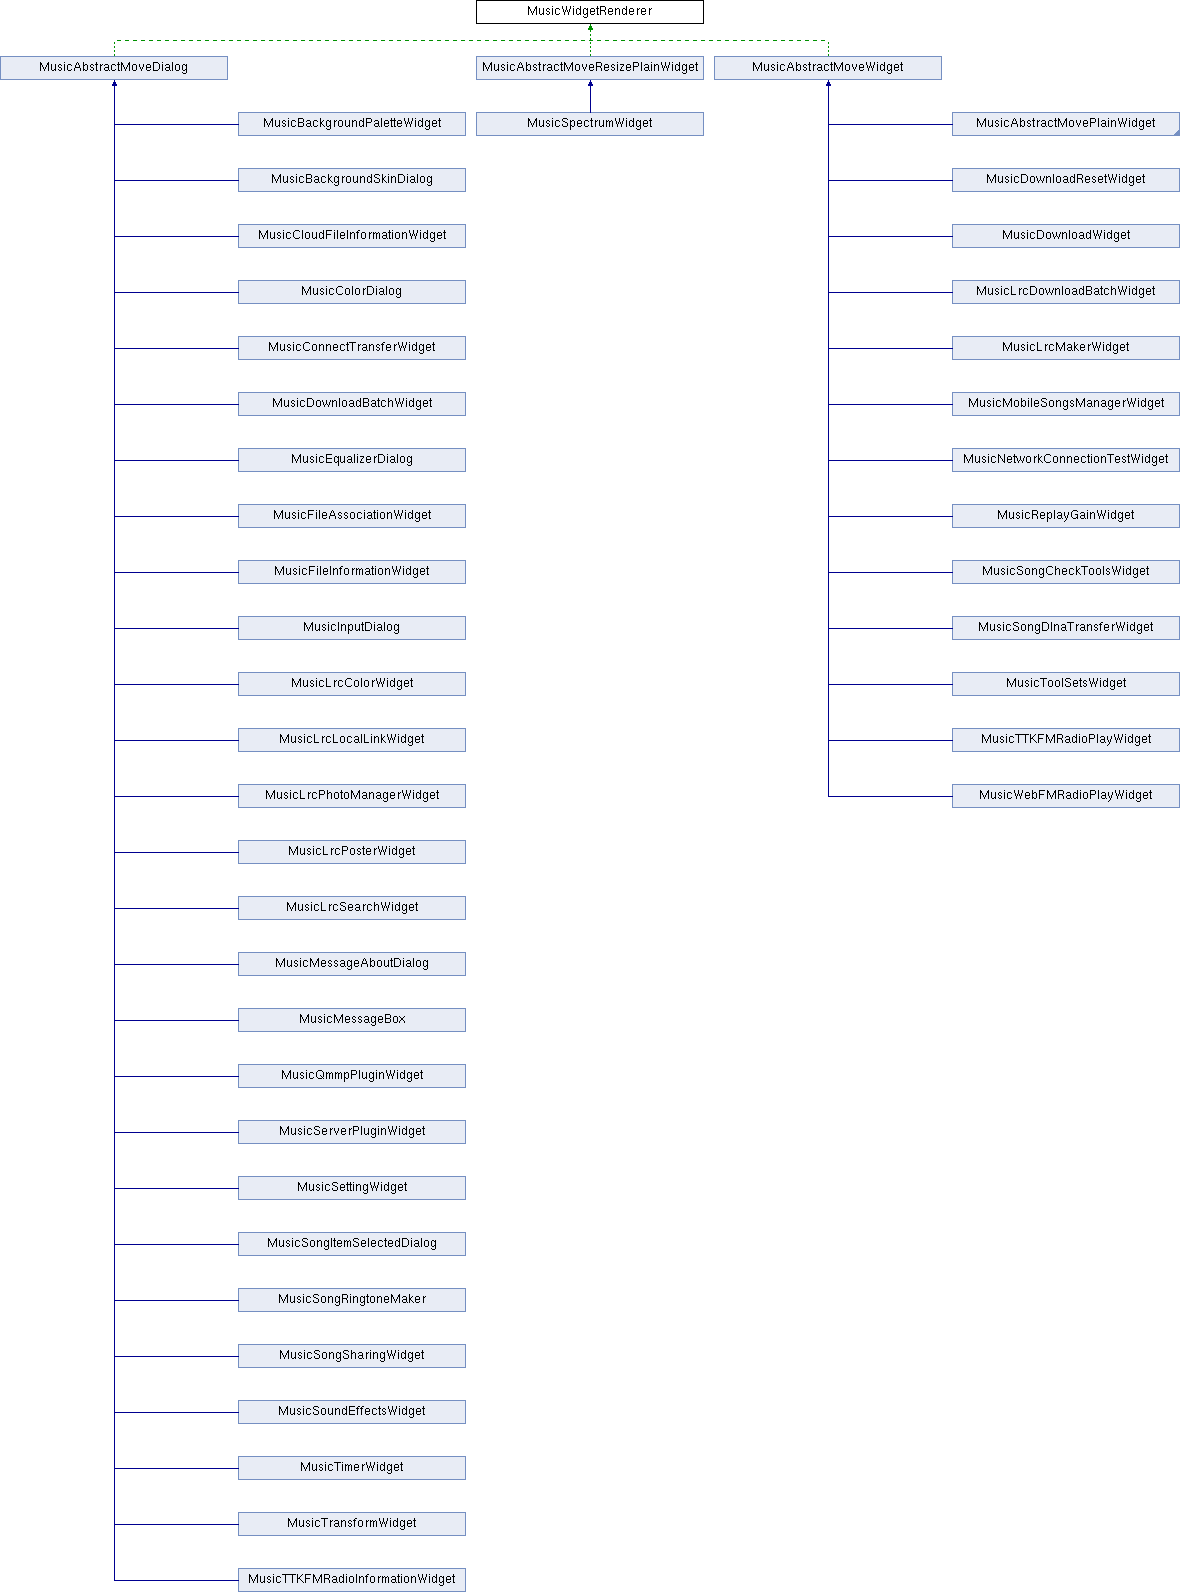 MusicWidgetRenderer
MusicAbstractMoveDialog
MusicAbstractMoveResizePlainWidget
MusicAbstractMoveWidget
MusicBackgroundPaletteWidget
MusicSpectrumWidget
MusicAbstractMovePlainWidget
MusicBackgroundSkinDialog
MusicDownloadResetWidget
MusicCloudFileInformationWidget
MusicDownloadWidget
MusicColorDialog
MusicLrcDownloadBatchWidget
MusicConnectTransferWidget
MusicLrcMakerWidget
MusicDownloadBatchWidget
MusicMobileSongsManagerWidget
MusicEqualizerDialog
MusicNetworkConnectionTestWidget
MusicFileAssociationWidget
MusicReplayGainWidget
MusicFileInformationWidget
MusicSongCheckToolsWidget
MusicInputDialog
MusicSongDlnaTransferWidget
MusicLrcColorWidget
MusicToolSetsWidget
MusicLrcLocalLinkWidget
MusicTTKFMRadioPlayWidget
MusicLrcPhotoManagerWidget
MusicWebFMRadioPlayWidget
MusicLrcPosterWidget
MusicLrcSearchWidget
MusicMessageAboutDialog
MusicMessageBox
MusicQmmpPluginWidget
MusicServerPluginWidget
MusicSettingWidget
MusicSongItemSelectedDialog
MusicSongRingtoneMaker
MusicSongSharingWidget
MusicSoundEffectsWidget
MusicTimerWidget
MusicTransformWidget
MusicTTKFMRadioInformationWidget